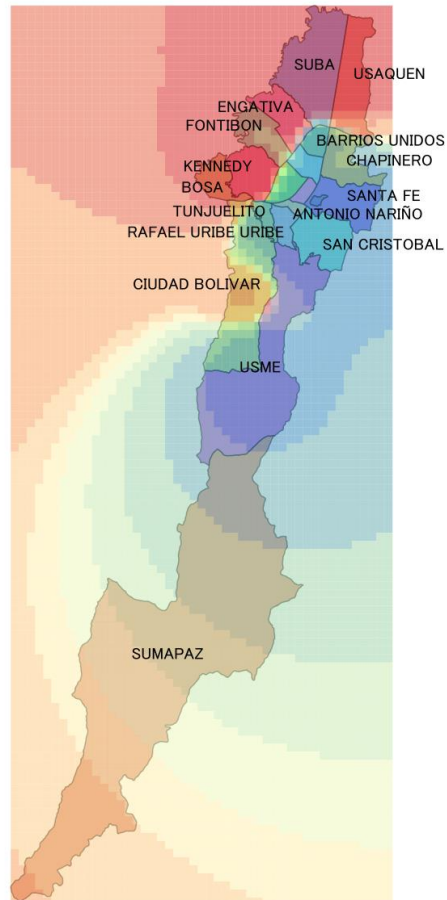 SUBA
USAQUEN
ENGATIVA
FONTIBON
BARRIOS UNIDOS
CHAPINERO
KENNEDY
BOSA
SANTA FE
TUNJUELITO
ANTONIO NARIÑO
RAFAEL URIBE URIBE
SAN CRISTOBAL
CIUDAD BOLIVAR
USME
SUMAPAZ